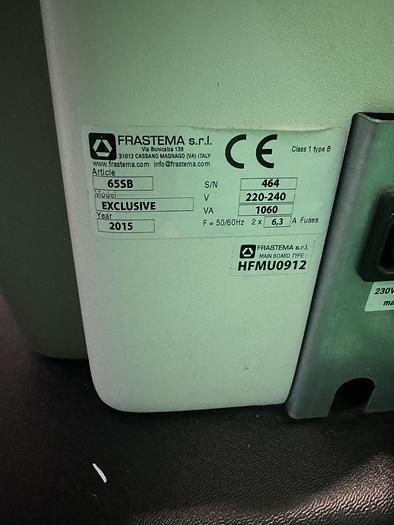 FRASTEMA s.r.l.
Via Bonicalza 138
21012 CASSANO MAGNAGO (VA) ITALY
www.frastema.com info@frastema.com
CE
Class 1 type B
Article
65SB
S/N 464
Model
EXCLUSIVE
V 220-240
VA 1060
Year
2015
F = 50/60Hz 2 x 6,3 A Fuses
FRASTEMA s.r.l.
MAIN BOARD TYPE:
HFMU0912
230V
ma